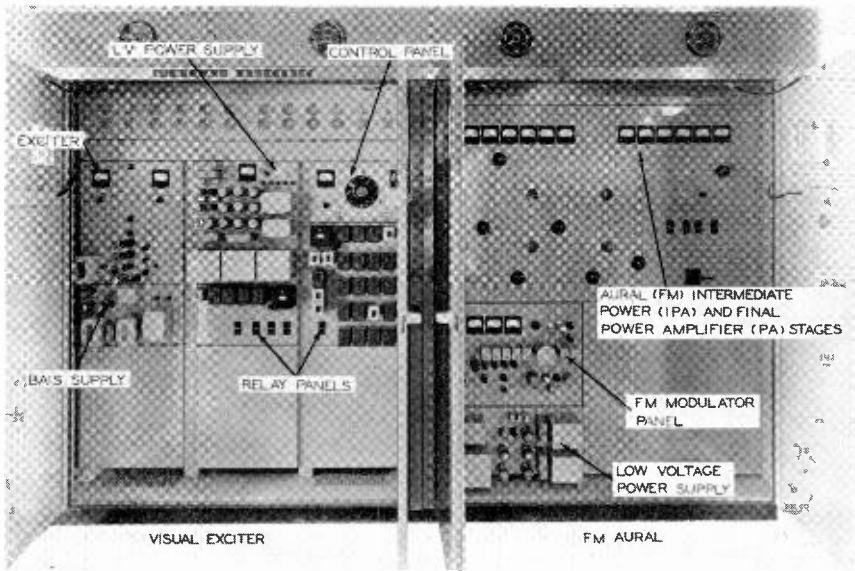 L.V. POWER SUPPLY
CONTROL PANEL
EXCITER
AURAL (FM) INTERMEDIATE
POWER (IPA) AND FINAL
POWER AMPLIFIER (PA) STAGES
BAIS SUPPLY
RELAY PANELS
FM MODULATOR
PANEL
LOW VOLTAGE
POWER SUPPLY
VISUAL EXCITER
FM AURAL